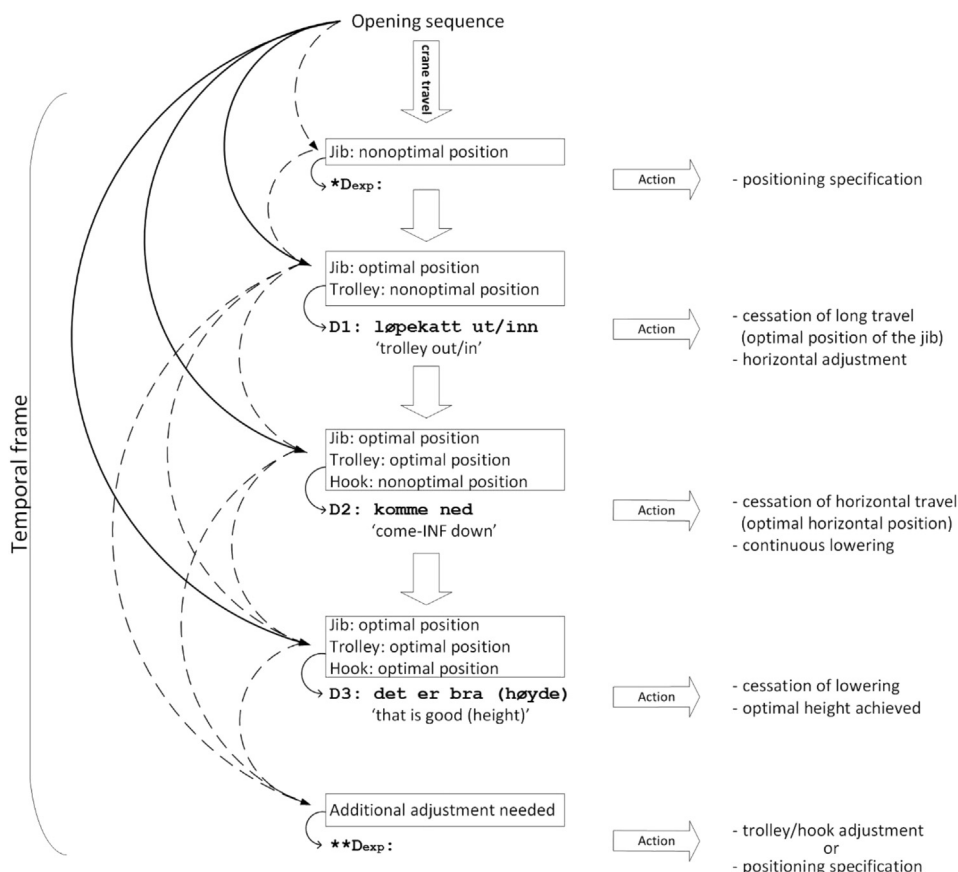 Opening sequence
crane travel
Temporal frame
Jib: nonoptimal position
*Dexp:
Action
- positioning specification
Jib: optimal position
Trolley: nonoptimal position
D1: løpekatt ut/inn
‘trolley out/in’
Action
- cessation of long travel
(optimal position of the jib)
- horizontal adjustment
Jib: optimal position
Trolley: optimal position
Hook: nonoptimal position
D2: komme ned
‘come-INF down’
Action
- cessation of horizontal travel
(optimal horizontal position)
- continuous lowering
Jib: optimal position
Trolley: optimal position
Hook: optimal position
D3: det er bra (høyde)
‘that is good (height)’
Action
- cessation of lowering
- optimal height achieved
Additional adjustment needed
**Dexp:
Action
- trolley/hook adjustment
or
- positioning specification